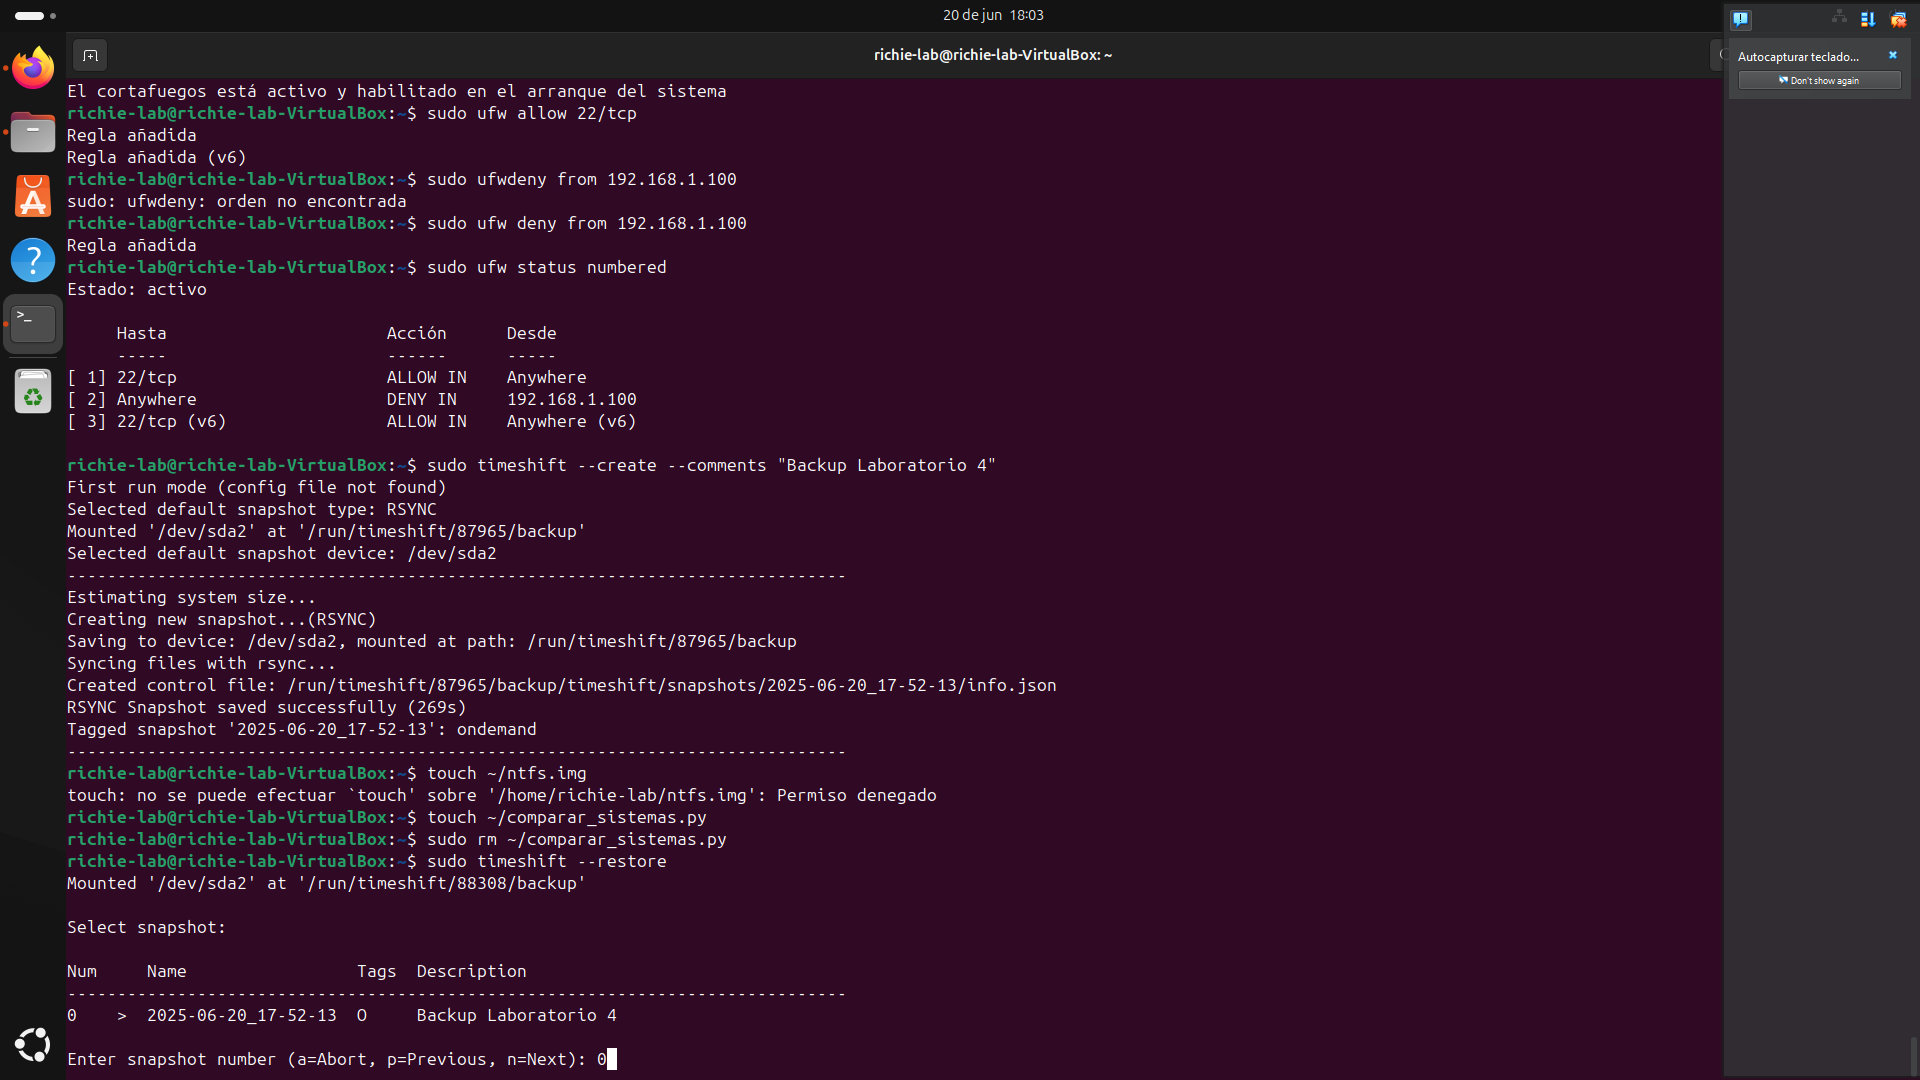 20 de jun 18:03
richie-lab@richie-lab-VirtualBox: ~
Autocapturar teclado...
Don't show again
El cortafuegos está activo y habilitado en el arranque del sistema
richie-lab@richie-lab-VirtualBox:~$ sudo ufw allow 22/tcp
Regla añadida
Regla añadida (v6)
richie-lab@richie-lab-VirtualBox:~$ sudo ufwdeny from 192.168.1.100
sudo: ufwdeny: orden no encontrada
richie-lab@richie-lab-VirtualBox:~$ sudo ufw deny from 192.168.1.100
Regla añadida
richie-lab@richie-lab-VirtualBox:~$ sudo ufw status numbered
Estado: activo
Hasta Acción Desde
----- ------ -----
[ 1] 22/tcp ALLOW IN Anywhere
[ 2] Anywhere DENY IN 192.168.1.100
[ 3] 22/tcp (v6) ALLOW IN Anywhere (v6)
richie-lab@richie-lab-VirtualBox:~$ sudo timeshift --create --comments "Backup Laboratorio 4"
First run mode (config file not found)
Selected default snapshot type: RSYNC
Mounted '/dev/sda2' at '/run/timeshift/87965/backup'
Selected default snapshot device: /dev/sda2
------------------------------------------------------------------------------
Estimating system size...
Creating new snapshot...(RSYNC)
Saving to device: /dev/sda2, mounted at path: /run/timeshift/87965/backup
Syncing files with rsync...
Created control file: /run/timeshift/87965/backup/timeshift/snapshots/2025-06-20_17-52-13/info.json
RSYNC Snapshot saved successfully (269s)
Tagged snapshot '2025-06-20_17-52-13': ondemand
------------------------------------------------------------------------------
richie-lab@richie-lab-VirtualBox:~$ touch ~/ntfs.img
touch: no se puede efectuar `touch' sobre '/home/richie-lab/ntfs.img': Permiso denegado
richie-lab@richie-lab-VirtualBox:~$ touch ~/comparar_sistemas.py
richie-lab@richie-lab-VirtualBox:~$ sudo rm ~/comparar_sistemas.py
richie-lab@richie-lab-VirtualBox:~$ sudo timeshift --restore
Mounted '/dev/sda2' at '/run/timeshift/88308/backup'
Select snapshot:
Num Name Tags Description
------------------------------------------------------------------------------
0 > 2025-06-20_17-52-13 O Backup Laboratorio 4
Enter snapshot number (a=Abort, p=Previous, n=Next): 0